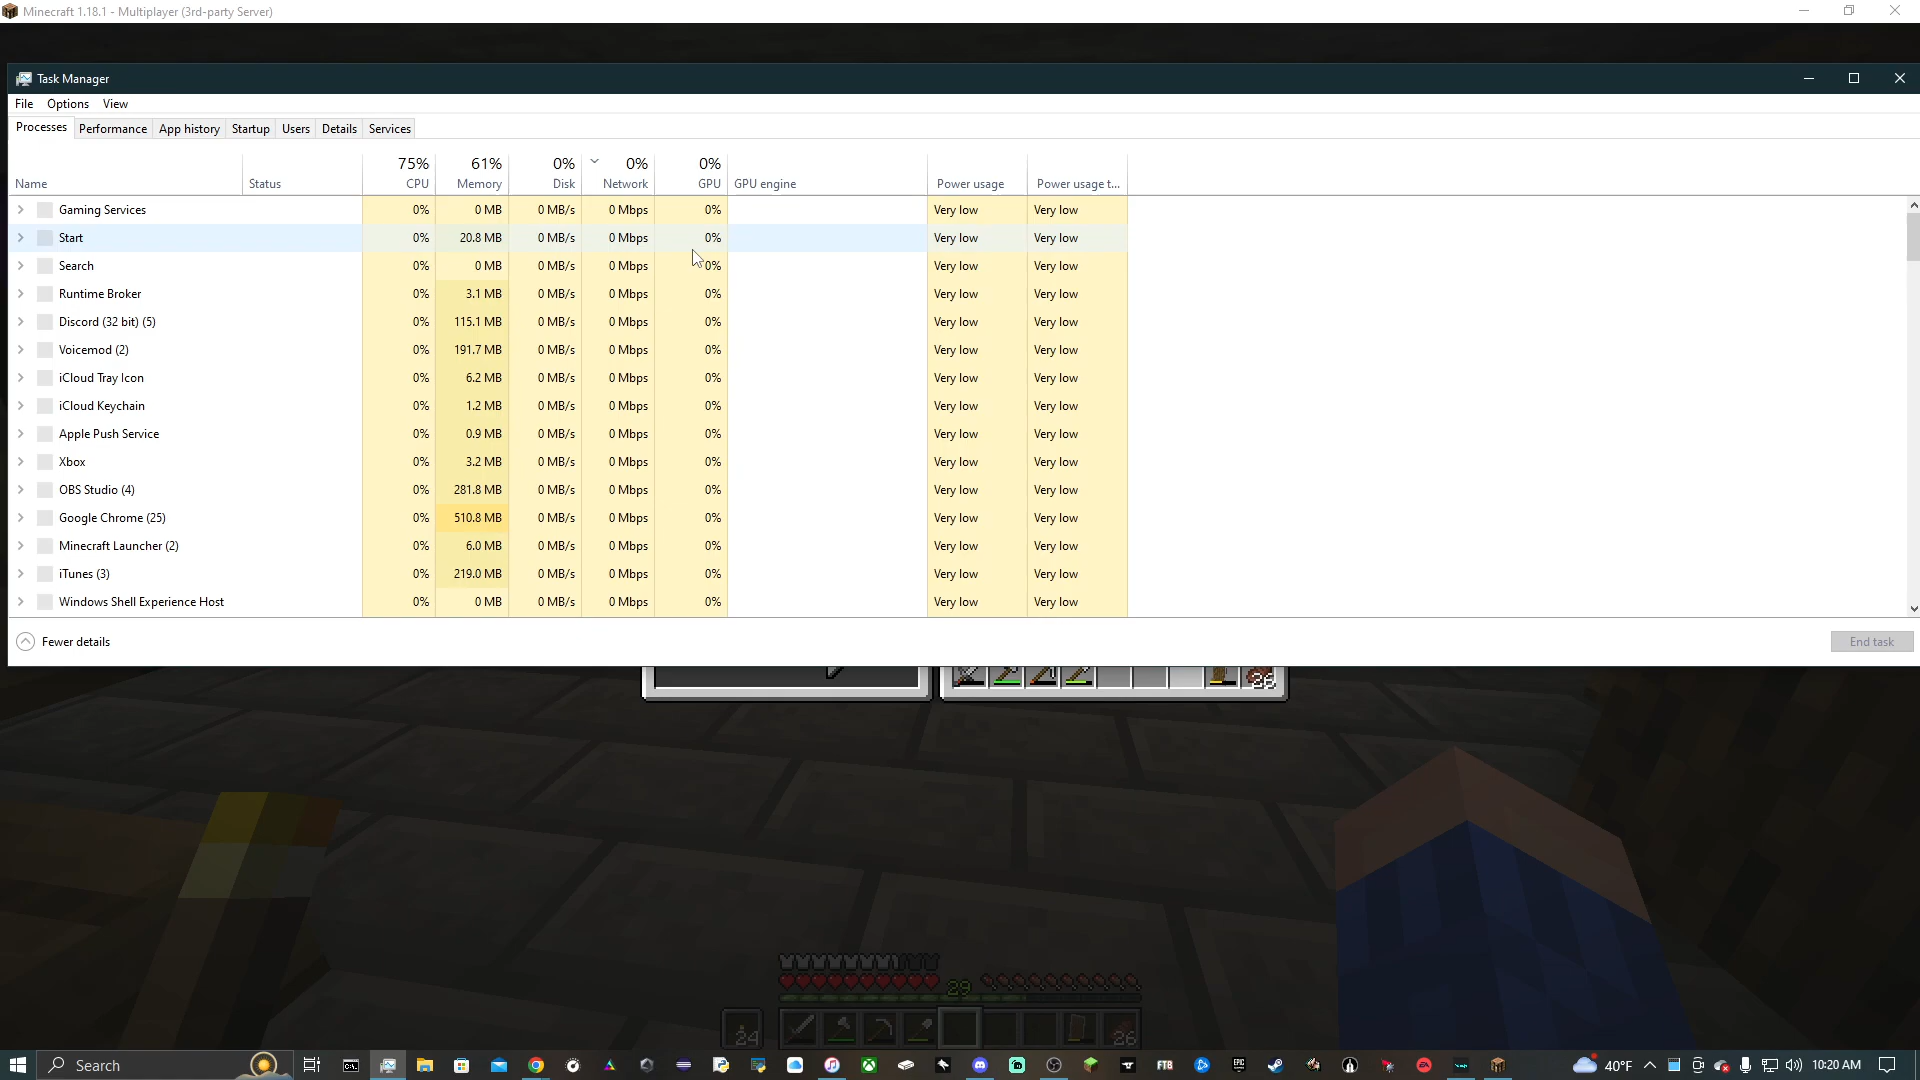 Minecraft 1.18.1 - Multiplayer (3rd-party Server)
Task Manager
File Options View
Processes Performance App history Startup Users Details Services
75% 61% 0% 0% 0%
Name Status CPU Memory Disk Network GPU GPU engine Power usage Power usage t...
Gaming Services 0% 0 MB 0 MB/s 0 Mbps 0% Very low Very low
Start 0% 20.8 MB 0 MB/s 0 Mbps 0% Very low Very low
Search 0% 0 MB 0 MB/s 0 Mbps 0% Very low Very low
Runtime Broker 0% 3.1 MB 0 MB/s 0 Mbps 0% Very low Very low
Discord (32 bit) (5) 0% 115.1 MB 0 MB/s 0 Mbps 0% Very low Very low
Voicemod (2) 0% 191.7 MB 0 MB/s 0 Mbps 0% Very low Very low
iCloud Tray Icon 0% 6.2 MB 0 MB/s 0 Mbps 0% Very low Very low
iCloud Keychain 0% 1.2 MB 0 MB/s 0 Mbps 0% Very low Very low
Apple Push Service 0% 0.9 MB 0 MB/s 0 Mbps 0% Very low Very low
Xbox 0% 3.2 MB 0 MB/s 0 Mbps 0% Very low Very low
OBS Studio (4) 0% 281.8 MB 0 MB/s 0 Mbps 0% Very low Very low
Google Chrome (25) 0% 510.8 MB 0 MB/s 0 Mbps 0% Very low Very low
Minecraft Launcher (2) 0% 6.0 MB 0 MB/s 0 Mbps 0% Very low Very low
iTunes (3) 0% 219.0 MB 0 MB/s 0 Mbps 0% Very low Very low
Windows Shell Experience Host 0% 0 MB 0 MB/s 0 Mbps 0% Very low Very low
Fewer details End task
26
29
24 26
Search FTB EPIC 40°F 10:20 AM